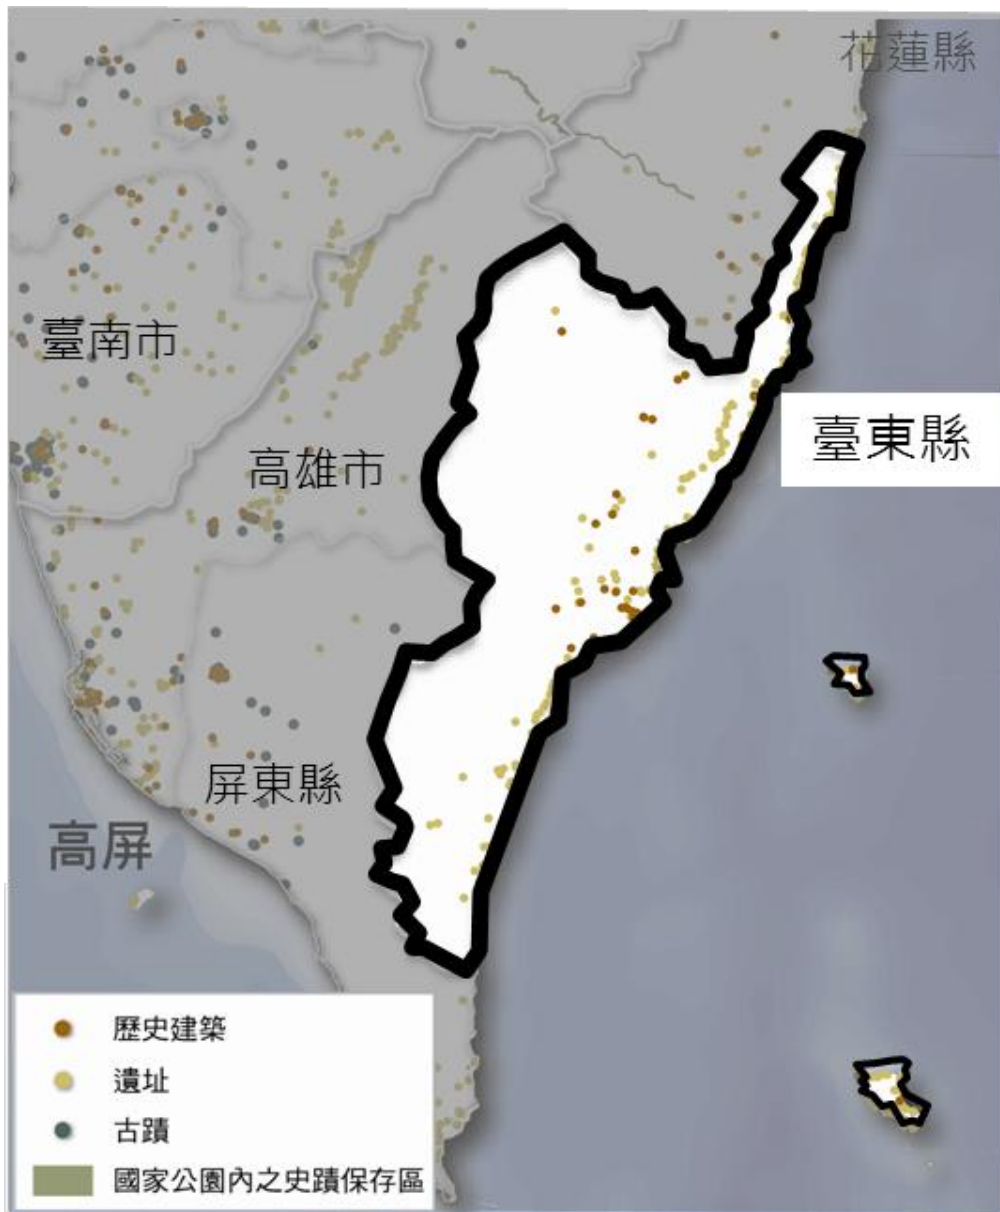 花蓮縣
臺南市
臺東縣
高雄市
屏東縣
高屏
歷史建築
遺址
古蹟
國家公園內之史蹟保存區